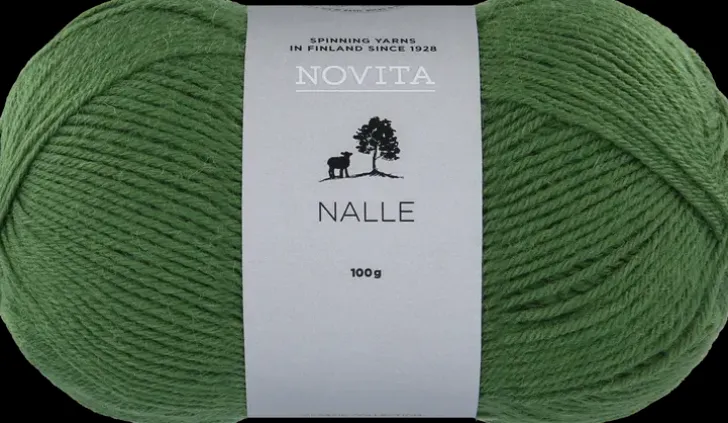 SPINNING YARNS
IN FINLAND SINCE 1928
NOVITA
NALLE
100g